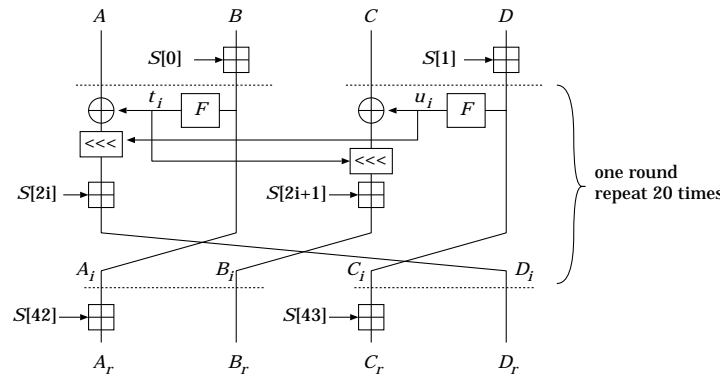 A B C D
S[0] S[1]
t_i F u_i F
<<<
<<<
S[2i] S[2i+1]
one round
repeat 20 times
A_i B_i C_i D_i
S[42] S[43]
A_r B_r C_r D_r